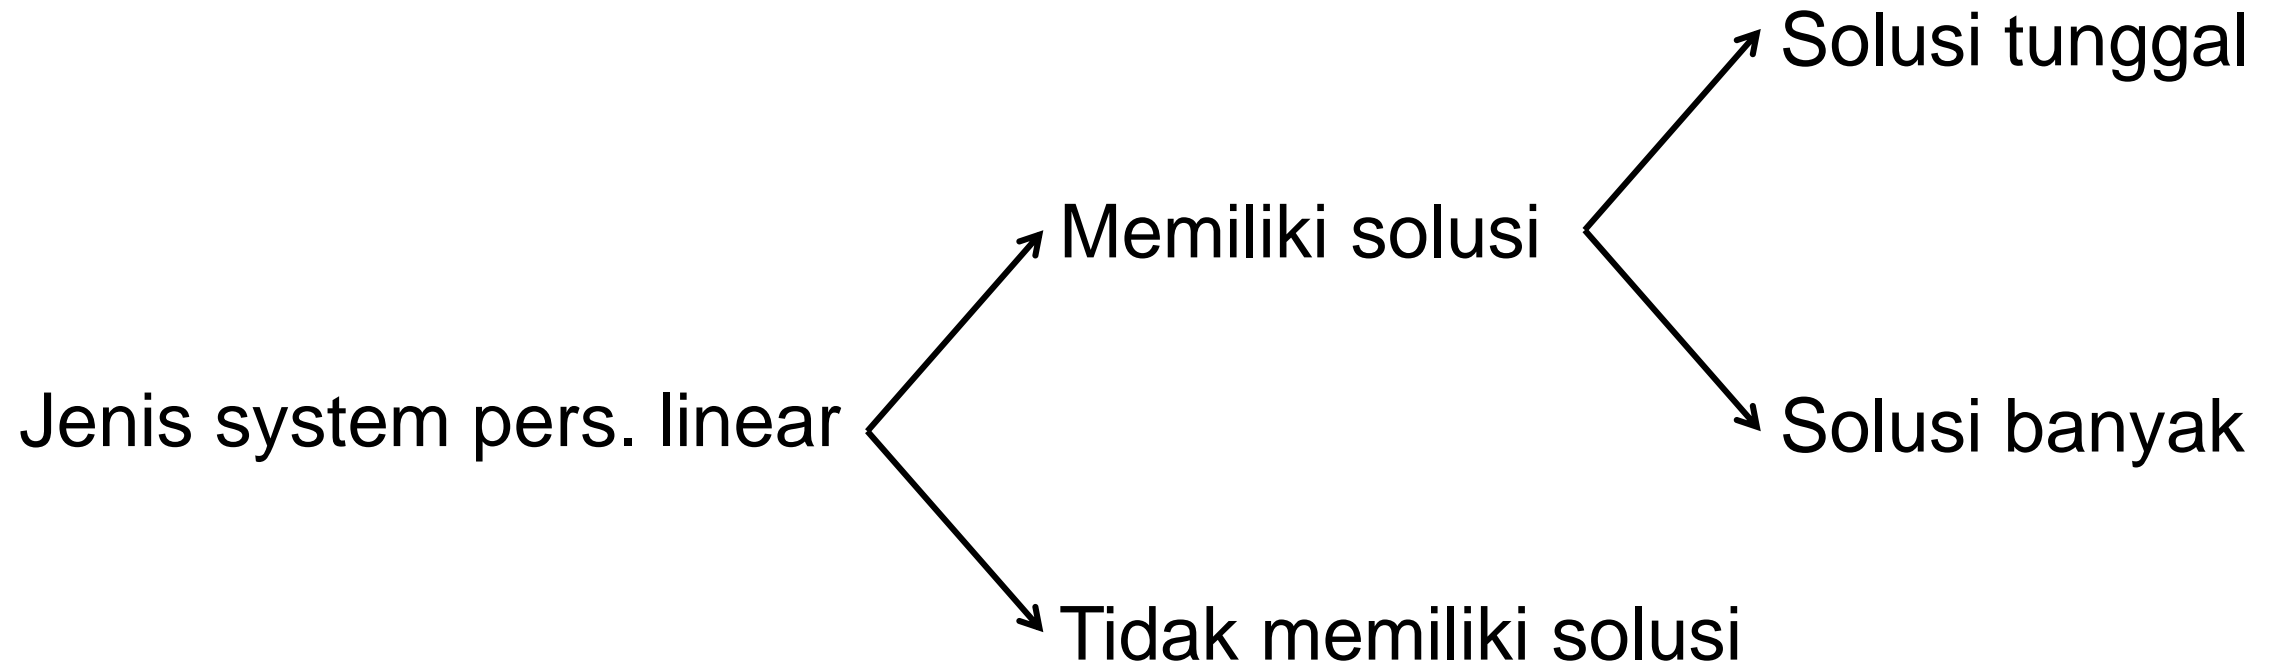 Solusi tunggal
Memiliki solusi
Jenis system pers. linear
Solusi banyak
Tidak memiliki solusi